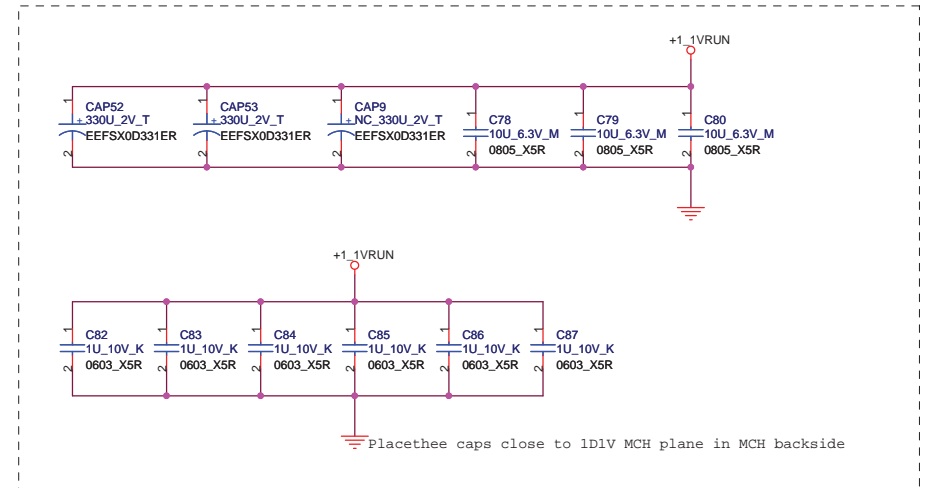 +1_1VRUN
1
CAP52
+
330U_2V_T
EEFSX0D331ER
2
1
CAP53
+
330U_2V_T
EEFSX0D331ER
2
1
CAP9
+
NC_330U_2V_T
EEFSX0D331ER
2
1
C78
10U_6.3V_M
0805_X5R
2
1
C79
10U_6.3V_M
0805_X5R
2
1
C80
10U_6.3V_M
0805_X5R
2
+1_1VRUN
1
C82
1U_10V_K
0603_X5R
2
1
C83
1U_10V_K
0603_X5R
2
1
C84
1U_10V_K
0603_X5R
2
1
C85
1U_10V_K
0603_X5R
2
1
C86
1U_10V_K
0603_X5R
2
1
C87
1U_10V_K
0603_X5R
2
Placethee caps close to 1D1V MCH plane in MCH backside